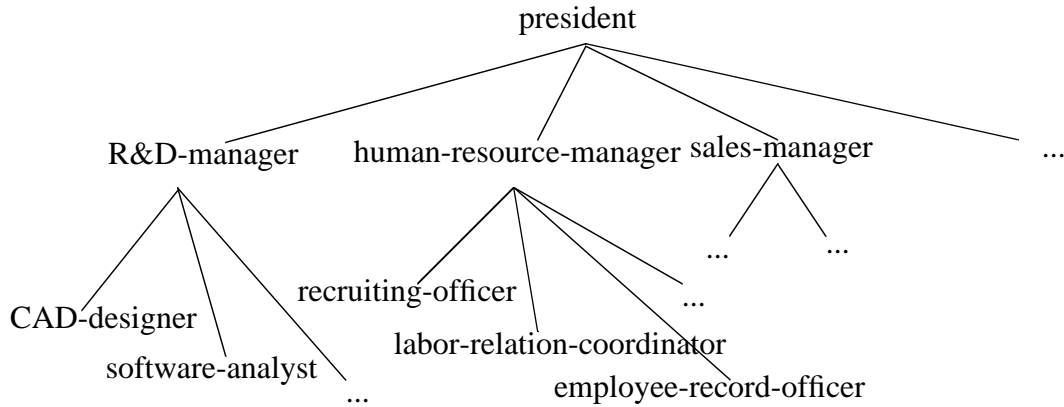 president
R&D-manager
human-resource-manager
sales-manager
...
...
...
recruiting-officer
...
CAD-designer
labor-relation-coordinator
software-analyst
...
employee-record-officer